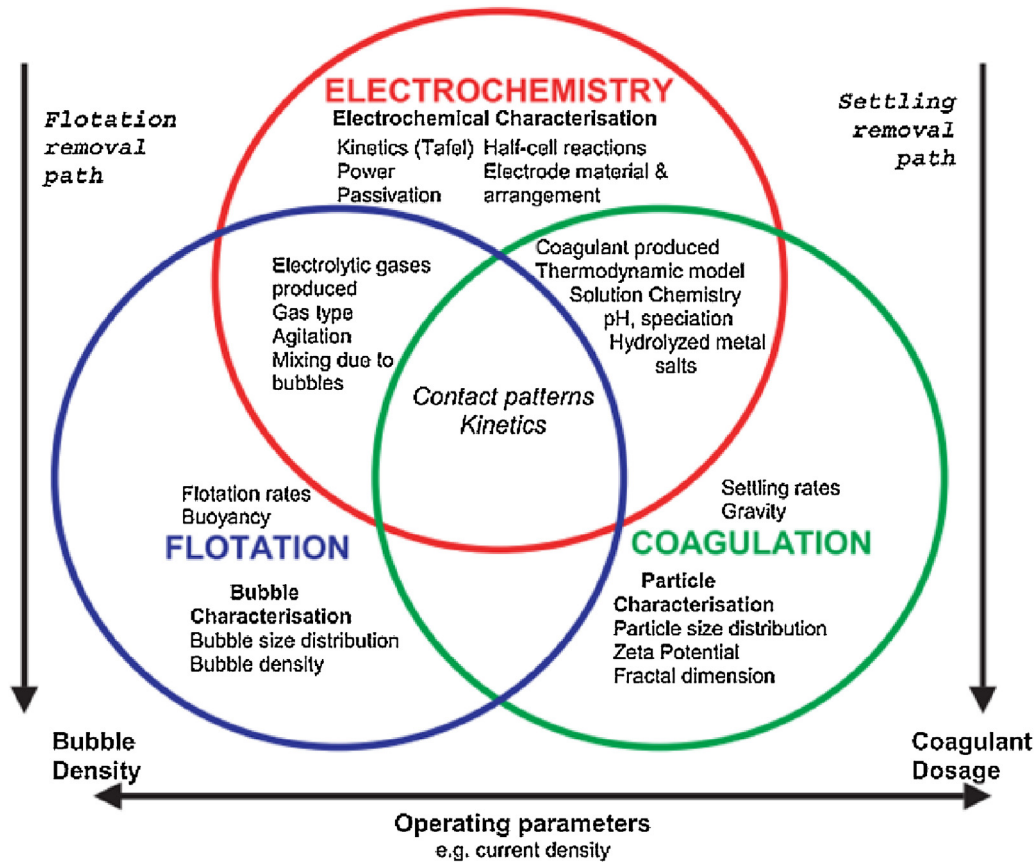 ELECTROCHEMISTRY
Electrochemical Characterisation
Kinetics (Tafel) Half-cell reactions
Power Electrode material &
Passivation arrangement
Flotation
removal
path
Settling
removal
path
Electrolytic gases
produced
Gas type
Agitation
Mixing due to
bubbles
Coagulant produced
Thermodynamic model
Solution Chemistry
pH, speciation
Hydrolyzed metal
salts
Contact patterns
Kinetics
Flotation rates
Buoyancy
FLOTATION
Bubble
Characterisation
Bubble size distribution
Bubble density
Settling rates
Gravity
COAGULATION
Particle
Characterisation
Particle size distribution
Zeta Potential
Fractal dimension
Bubble
Density
Coagulant
Dosage
Operating parameters
e.g. current density